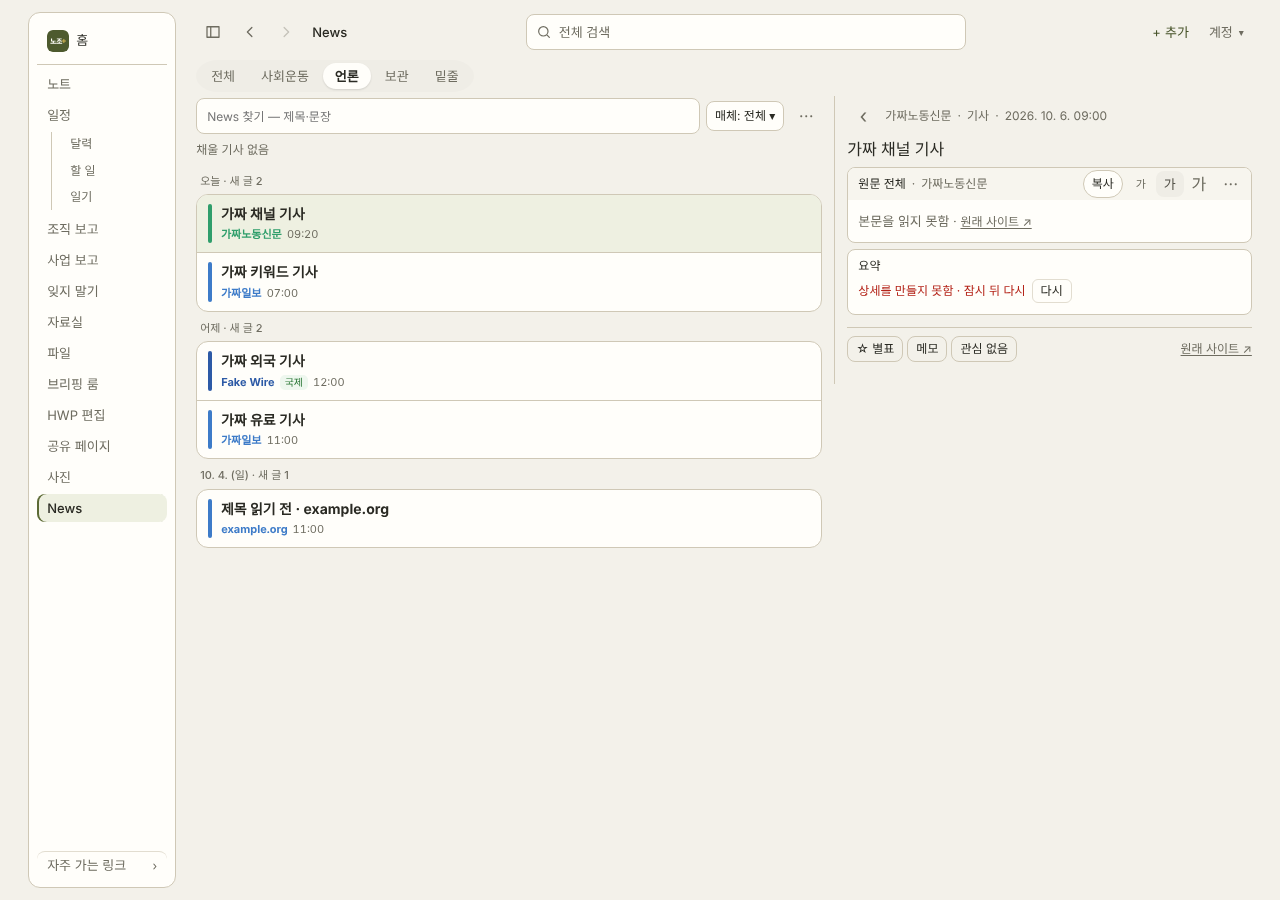 노조 홈
노트
일정
달력
할 일
일기
조직 보고
사업 보고
잊지 말기
자료실
파일
브리핑 룸
HWP 편집
공유 페이지
사진
News
자주 가는 링크 ›
News
전체 검색
+ 추가
계정 ▾
전체 사회운동 언론 보관 밑줄
News 찾기 — 제목·문장
매체: 전체 ▾ ⋯
채울 기사 없음
오늘 · 새 글 2
가짜 채널 기사
가짜노동신문 09:20
가짜 키워드 기사
가짜일보 07:00
어제 · 새 글 2
가짜 외국 기사
Fake Wire 국제 12:00
가짜 유료 기사
가짜일보 11:00
10. 4. (일) · 새 글 1
제목 읽기 전 · example.org
example.org 11:00
가짜노동신문 · 기사 · 2026. 10. 6. 09:00
가짜 채널 기사
원문 전체 · 가짜노동신문 복사 가 가 가 ⋯
본문을 읽지 못함 · 원래 사이트 ↗
요약
상세를 만들지 못함 · 잠시 뒤 다시 다시
☆ 별표 메모 관심 없음 원래 사이트 ↗